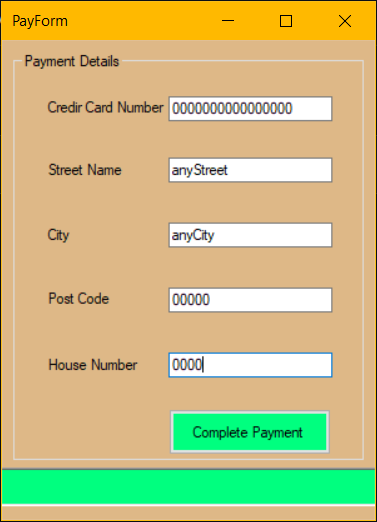 PayForm
Payment Details
Credir Card Number 0000000000000000
Street Name anyStreet
City anyCity
Post Code 00000
House Number 0000
Complete Payment